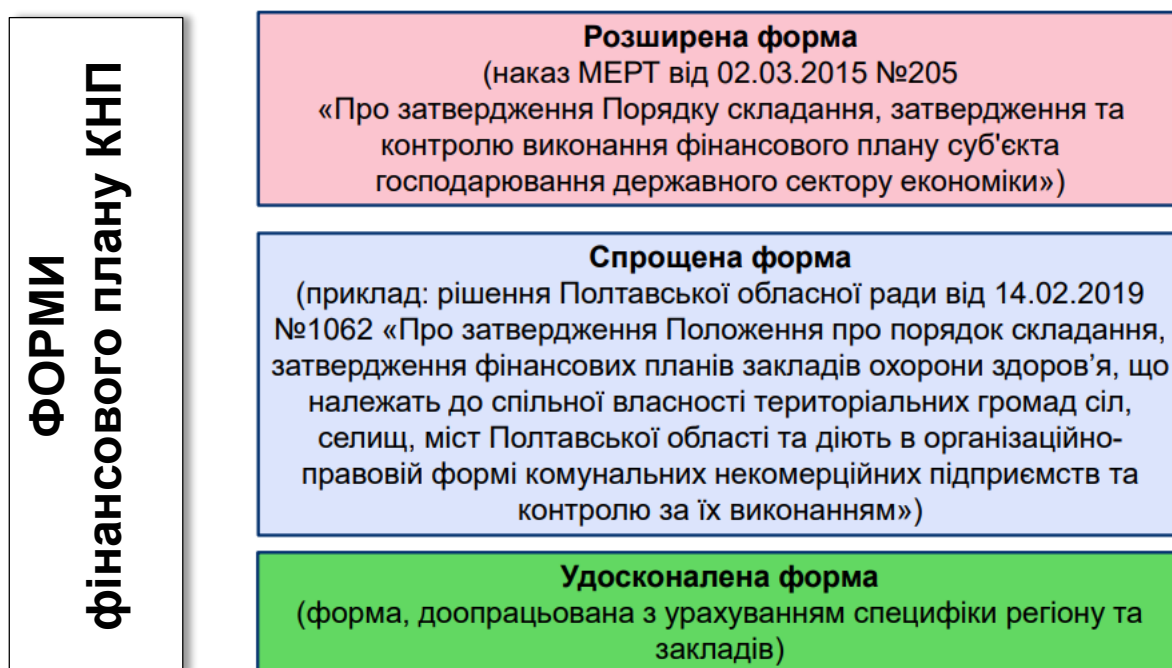 ФОРМИ
фінансового плану КНП
Розширена форма
(наказ МЕРТ від 02.03.2015 №205
«Про затвердження Порядку складання, затвердження та
контролю виконання фінансового плану суб'єкта
господарювання державного сектору економіки»)
Спрощена форма
(приклад: рішення Полтавської обласної ради від 14.02.2019
№1062 «Про затвердження Положення про порядок складання,
затвердження фінансових планів закладів охорони здоров’я, що
належать до спільної власності територіальних громад сіл,
селищ, міст Полтавської області та діють в організаційно-
правовій формі комунальних некомерційних підприємств та
контролю за їх виконанням»)
Удосконалена форма
(форма, доопрацьована з урахуванням специфіки регіону та
закладів)